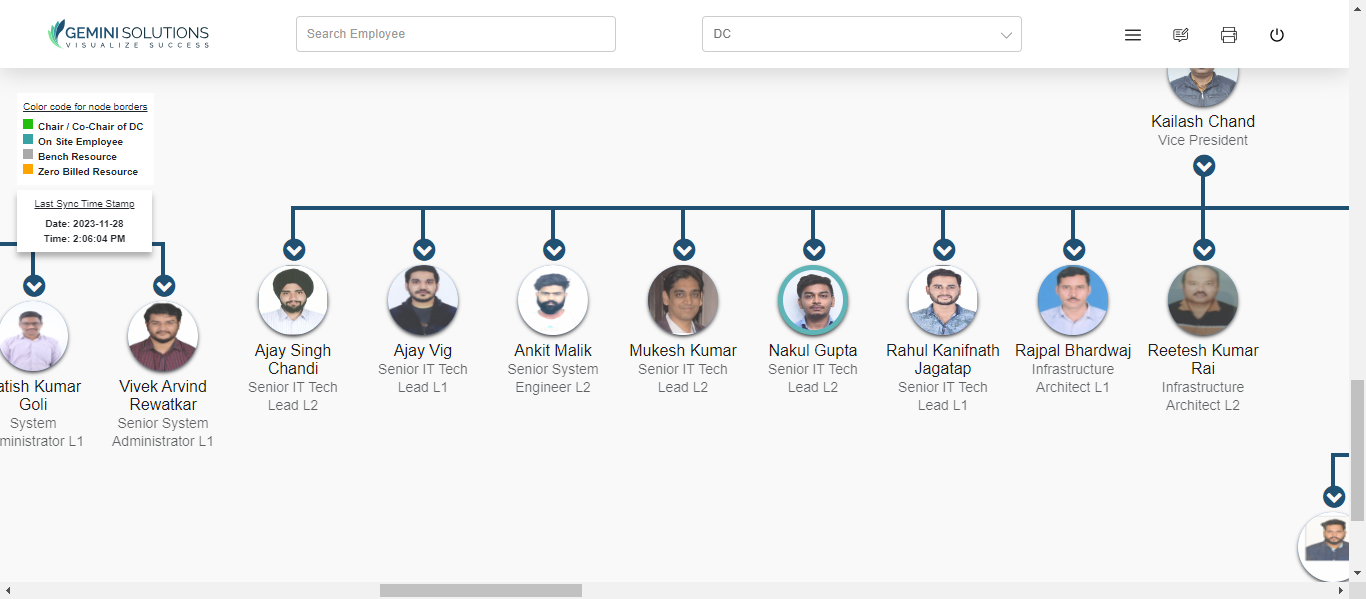 GEMINI SOLUTIONS
VISUALIZE SUCCESS
Search Employee
DC
Color code for node borders
Chair / Co-Chair of DC
On Site Employee
Bench Resource
Zero Billed Resource
Last Sync Time Stamp
Date: 2023-11-28
Time: 2:06:04 PM
Kailash Chand
Vice President
Kumar
Goli
System
L1
Vivek Arvind
Rewatkar
Senior System
Administrator L1
Ajay Singh
Chandi
Senior IT Tech
Lead L2
Ajay Vig
Senior IT Tech
Lead L1
Ankit Malik
Senior System
Engineer L2
Mukesh Kumar
Senior IT Tech
Lead L2
Nakul Gupta
Senior IT Tech
Lead L2
Rahul Kanifnath
Jagatap
Senior IT Tech
Lead L1
Rajpal Bhardwaj
Infrastructure
Architect L1
Reetesh Kumar
Rai
Infrastructure
Architect L2